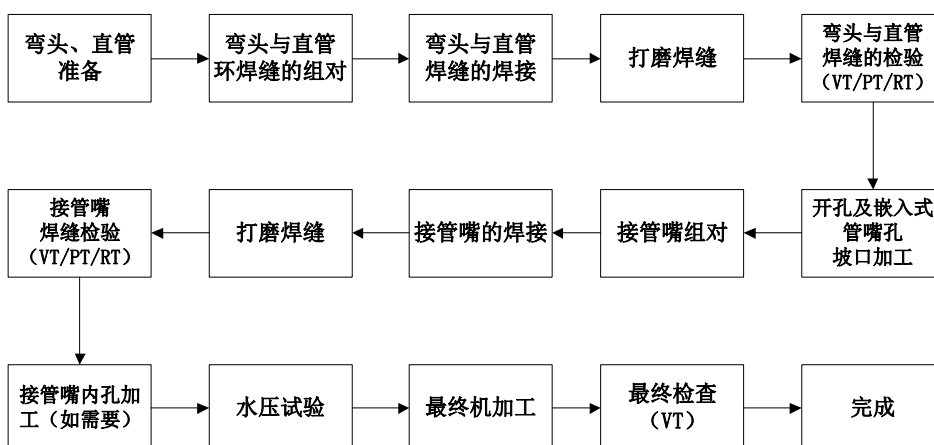 弯头、直管
准备
弯头与直管
环焊缝的组对
弯头与直管
焊缝的焊接
打磨焊缝
弯头与直管
焊缝的检验
(VT/PT/RT)
开孔及嵌入式
管嘴孔
坡口加工
接管嘴组对
接管嘴的焊接
打磨焊缝
接管嘴
焊缝检验
(VT/PT/RT)
接管嘴内孔加
工（如需要）
水压试验
最终机加工
最终检查
(VT)
完成